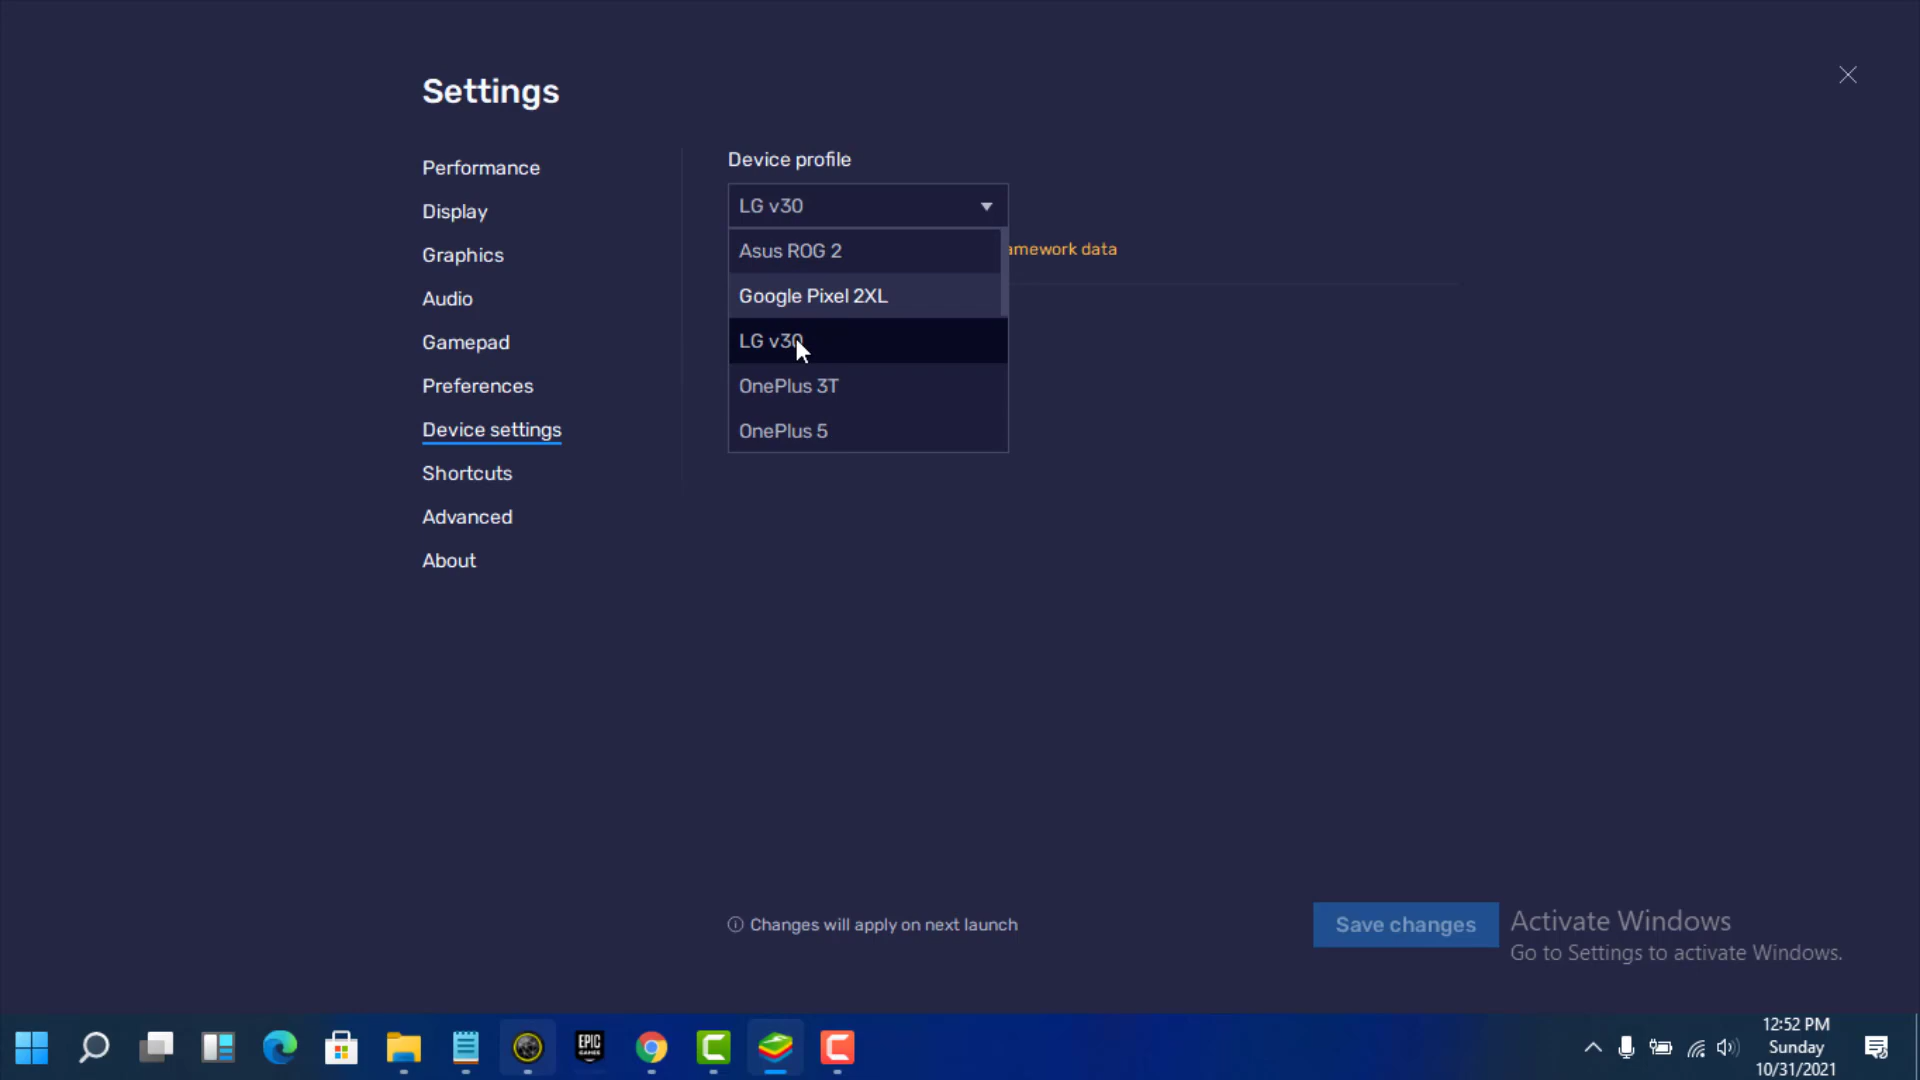 Settings
Performance
Display
Graphics
Audio
Gamepad
Preferences
Device settings
Shortcuts
Advanced
About
Device profile
LG v30
Asus ROG 2
Google Pixel 2XL
LG v30
OnePlus 3T
OnePlus 5
amework data
Changes will apply on next launch
Save changes
Activate Windows
Go to Settings to activate Windows.
EPIC
GAMES
12:52 PM
Sunday
10/31/2021